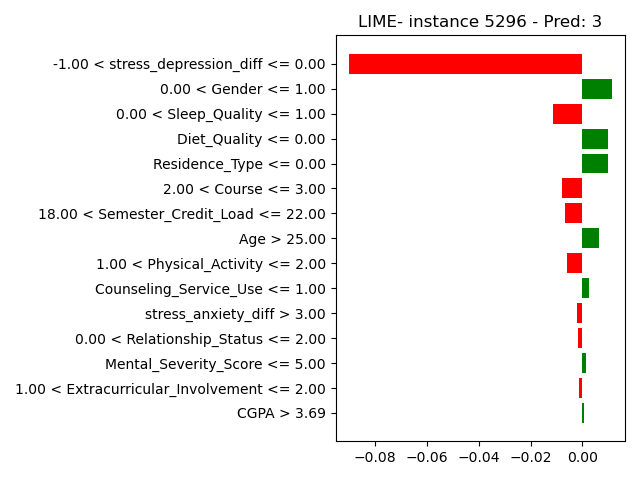 LIME- instance 5296 - Pred: 3
-1.00 < stress_depression_diff <= 0.00
0.00 < Gender <= 1.00
0.00 < Sleep_Quality <= 1.00
Diet_Quality <= 0.00
Residence_Type <= 0.00
2.00 < Course <= 3.00
18.00 < Semester_Credit_Load <= 22.00
Age > 25.00
1.00 < Physical_Activity <= 2.00
Counseling_Service_Use <= 1.00
stress_anxiety_diff > 3.00
0.00 < Relationship_Status <= 2.00
Mental_Severity_Score <= 5.00
1.00 < Extracurricular_Involvement <= 2.00
CGPA > 3.69
−0.08 −0.06 −0.04 −0.02 0.00